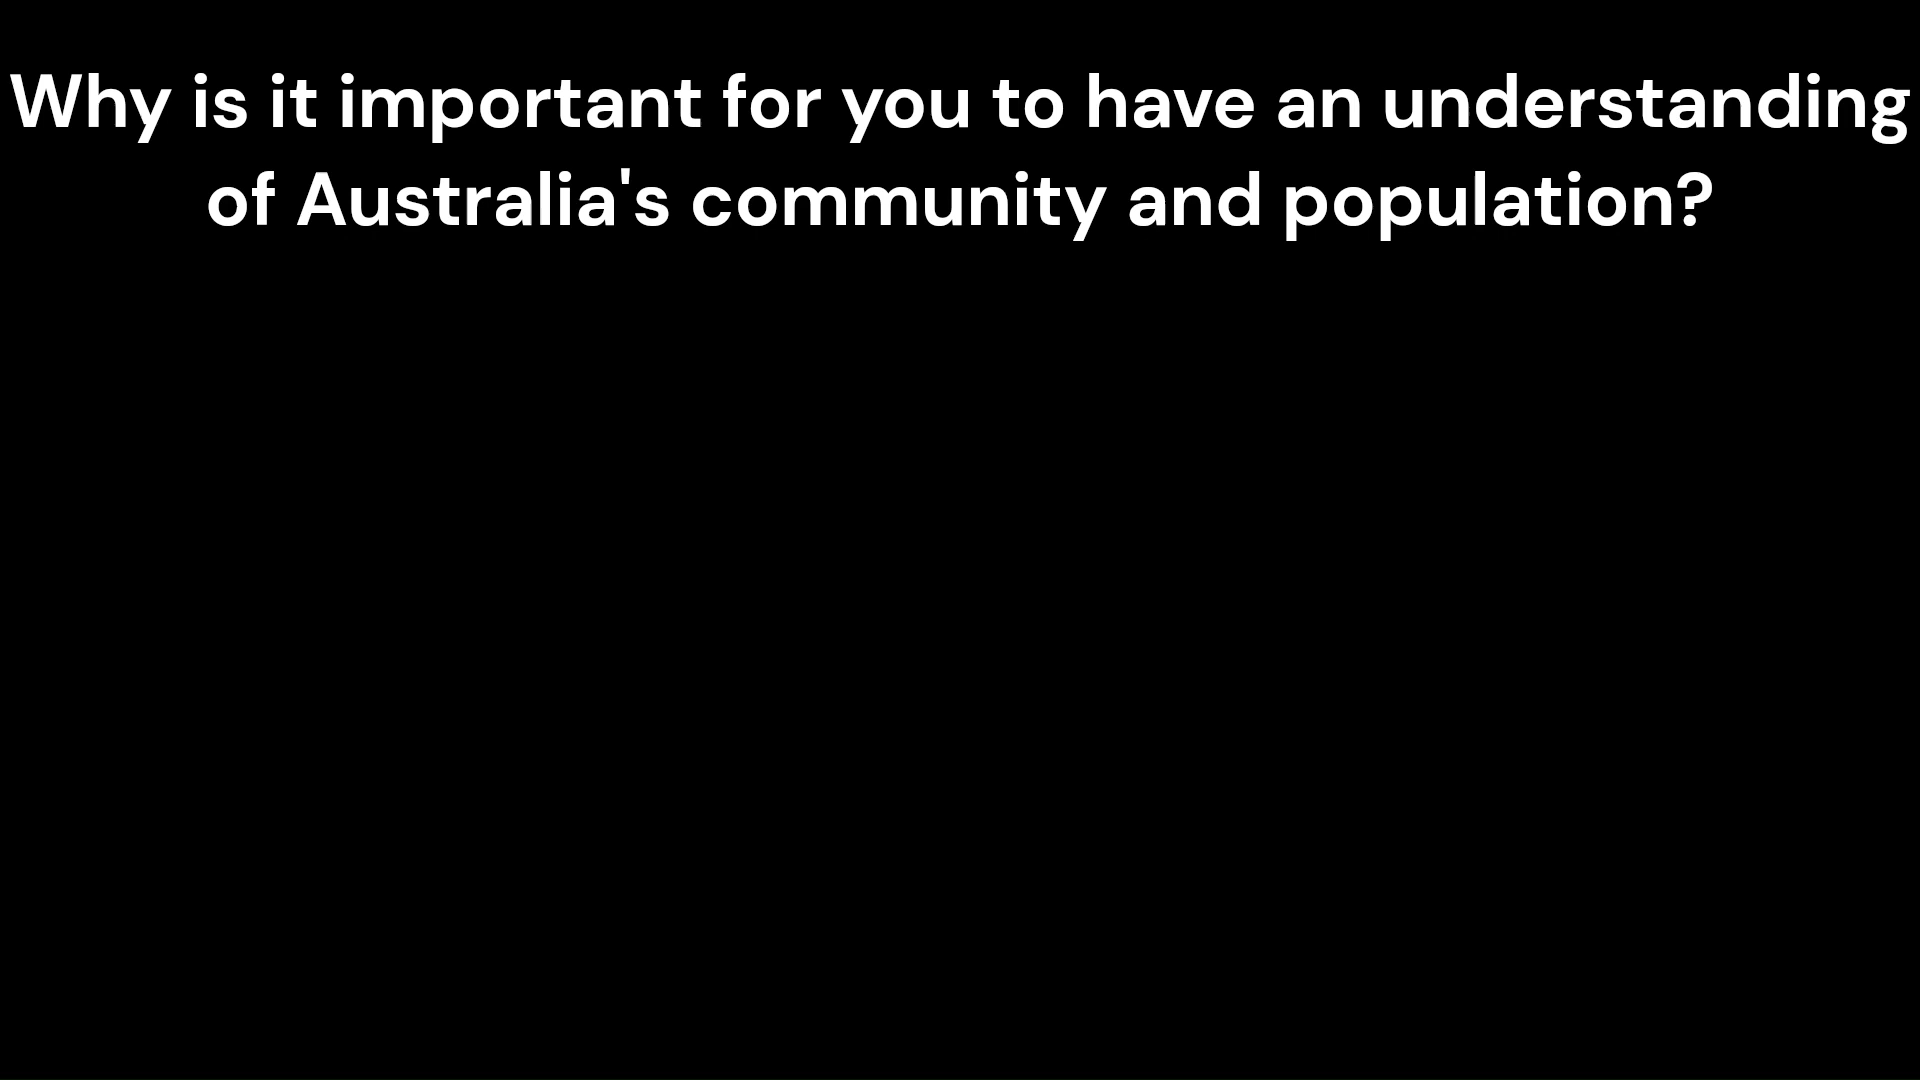 Why is it important for you to have an understanding
of Australia's community and population?